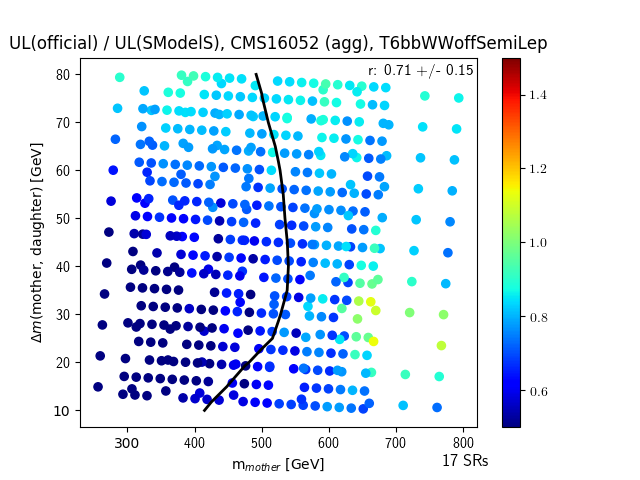 UL(official) / UL(SModelS), CMS16052 (agg), T6bbWWoffSemiLep
r: 0.71 +/- 0.15
80
70
60
50
40
30
20
10
Δm(mother, daughter) [GeV]
300 400 500 600 700 800
m_mother [GeV]
17 SRs
1.4
1.2
1.0
0.8
0.6